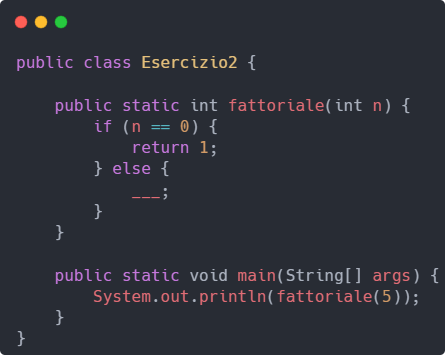 public class Esercizio2 {
    public static int fattoriale(int n) {
        if (n == 0) {
            return 1;
        } else {
            ___;
        }
    }
    public static void main(String[] args) {
        System.out.println(fattoriale(5));
    }
}